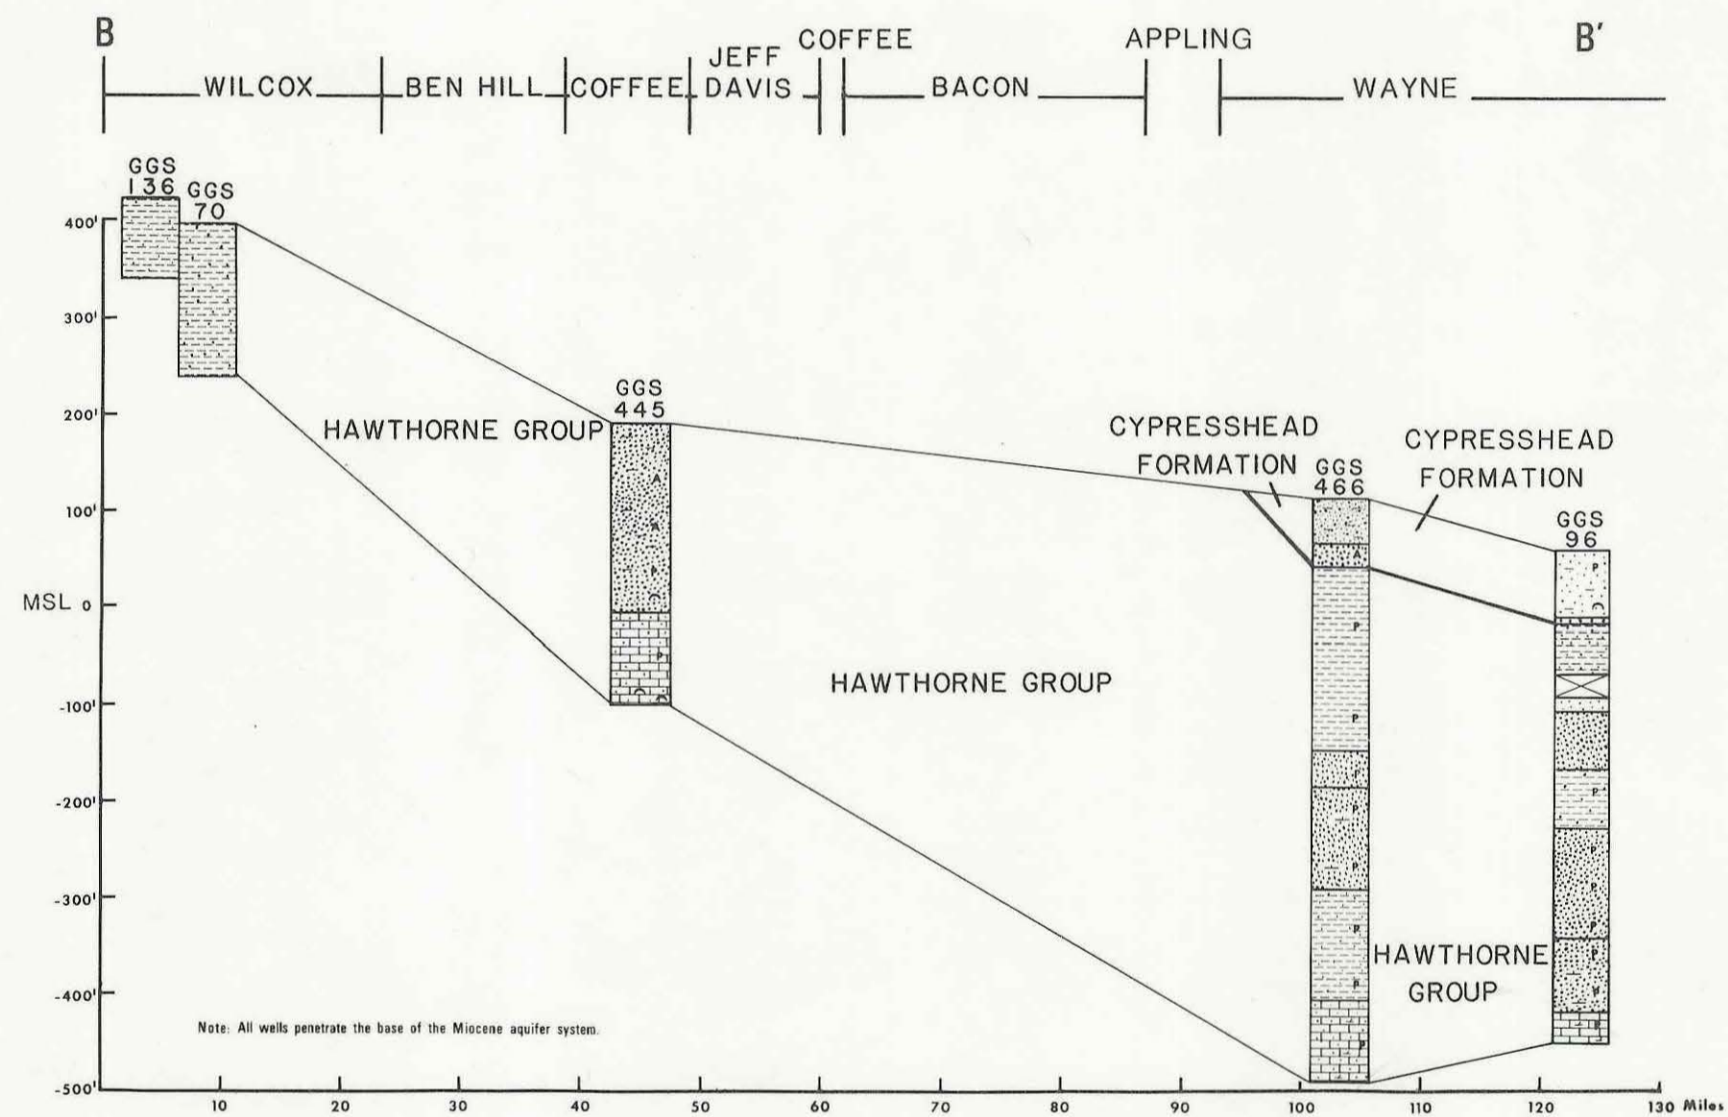 B
B'
COFFEE
APPLING
JEFF
WILCOX
BEN HILL
COFFEE
DAVIS
BACON
WAYNE
GGS
136
GGS
70
400'
300'
200'
100'
MSL 0
-100'
-200'
-300'
-400'
-500'
GGS
445
HAWTHORNE GROUP
A
A
P
P
HAWTHORNE GROUP
CYPRESSHEAD
FORMATION
GGS
466
A
P
P
P
P
P
P
P
P
CYPRESSHEAD
FORMATION
GGS
96
P
P
P
P
P
P
P
P
HAWTHORNE
GROUP
Note: All wells penetrate the base of the Miocene aquifer system.
10 20 30 40 50 60 70 80 90 100 110 120 130 Miles